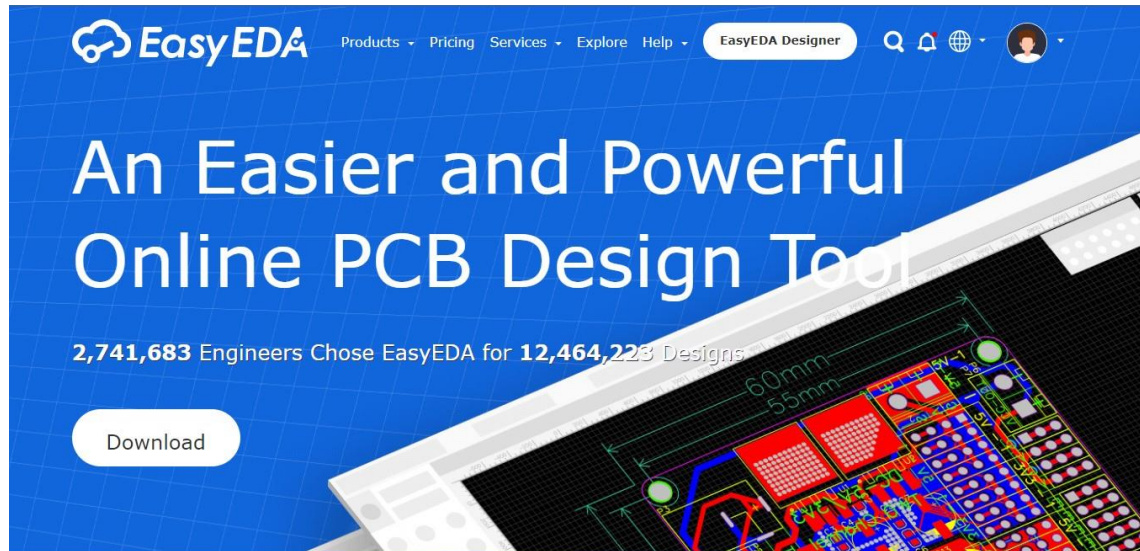 EasyEDA Products Pricing Services Explore Help EasyEDA Designer
An Easier and Powerful
Online PCB Design Tool
2,741,683 Engineers Chose EasyEDA for 12,464,223 Designs
Download
60mm
55mm
5V